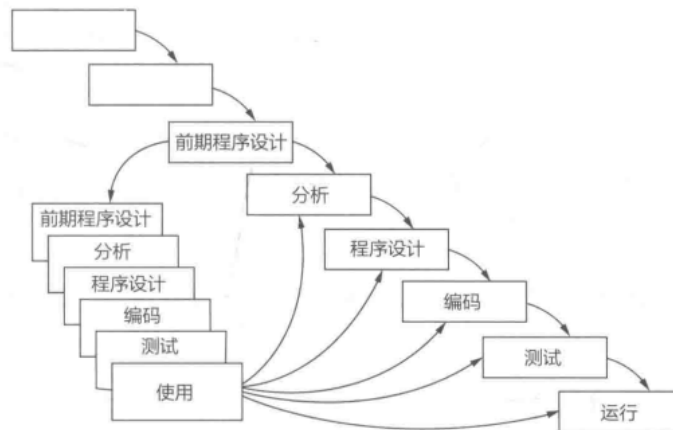 前期程序设计
分析
前期程序设计
分析
程序设计
程序设计
编码
编码
测试
测试
使用
运行